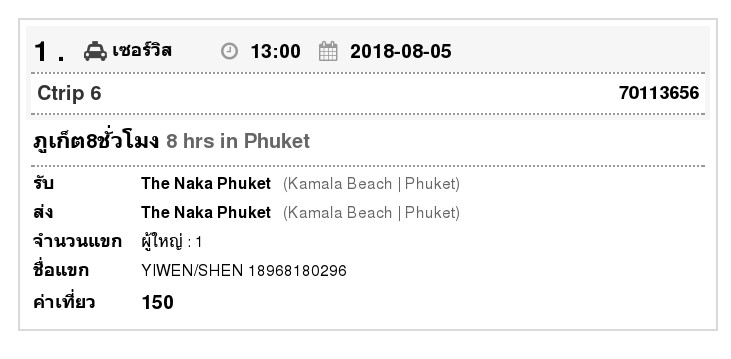 1 . เซอร์วิส 13:00 2018-08-05
Ctrip 6 70113656
ภูเก็ต8ชั่วโมง 8 hrs in Phuket
รับ The Naka Phuket (Kamala Beach | Phuket)
ส่ง The Naka Phuket (Kamala Beach | Phuket)
จำนวนแขก ผู้ใหญ่ : 1
ชื่อแขก YIWEN/SHEN 18968180296
ค่าเที่ยว 150